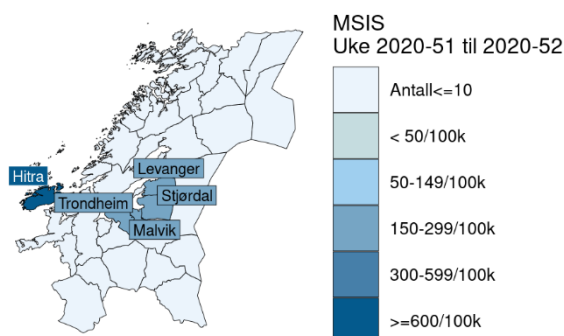 MSIS
Uke 2020-51 til 2020-52
Antall<=10
< 50/100k
50-149/100k
150-299/100k
300-599/100k
>=600/100k
Levanger
Hitra
Stjørdal
Trondheim
Malvik